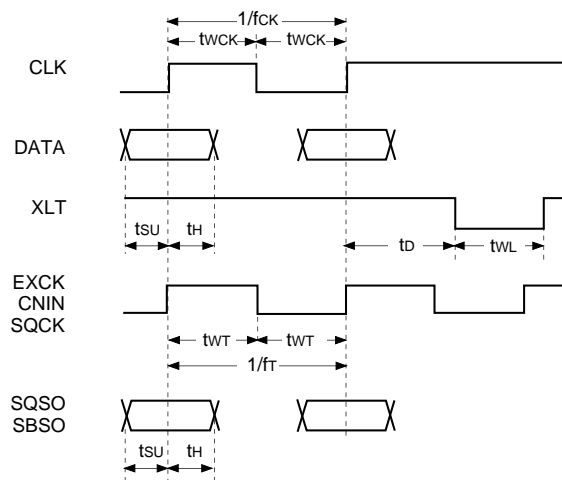 1/fCK
tWCK tWCK
CLK
DATA
XLT
tSU tH tD tWL
EXCK
CNIN
SQCK
tWT tWT
1/fT
SQSO
SBSO
tSU tH